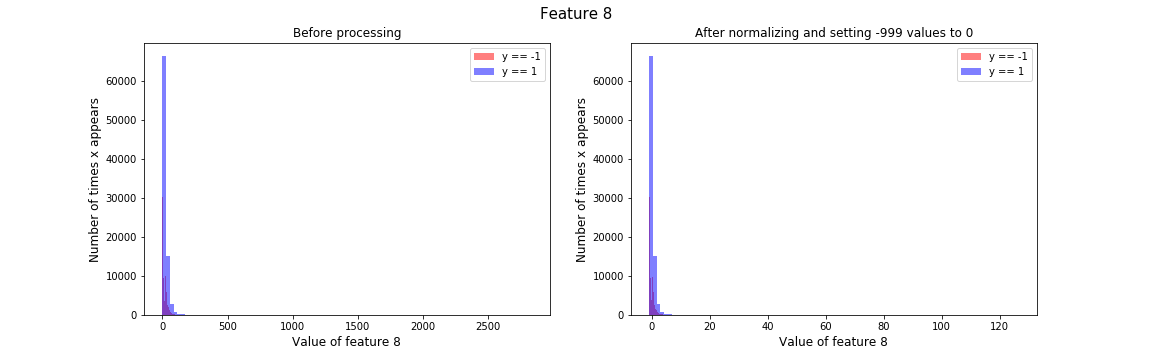 Feature 8
Before processing
y == -1
y == 1
60000
50000
40000
30000
20000
10000
0
Number of times x appears
0 500 1000 1500 2000 2500
Value of feature 8
After normalizing and setting -999 values to 0
y == -1
y == 1
60000
50000
40000
30000
20000
10000
0
Number of times x appears
0 20 40 60 80 100 120
Value of feature 8